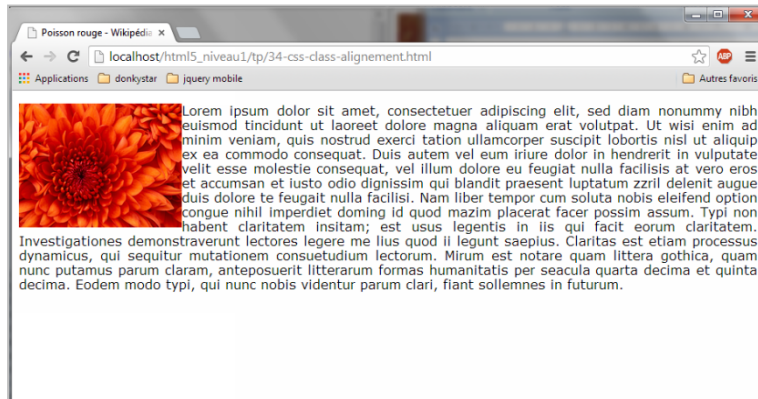 Poisson rouge - Wikipédia
localhost/html5_niveau1/tp/34-css-class-alignement.html
ABP
Applications donkystar jquery mobile Autres favoris
Lorem ipsum dolor sit amet, consectetuer adipiscing elit, sed diam nonummy nibh
euismod tincidunt ut laoreet dolore magna aliquam erat volutpat. Ut wisi enim ad
minim veniam, quis nostrud exerci tation ullamcorper suscipit lobortis nisl ut aliquip
ex ea commodo consequat. Duis autem vel eum iriure dolor in hendrerit in vulputate
velit esse molestie consequat, vel illum dolore eu feugiat nulla facilisis at vero eros
et accumsan et iusto odio dignissim qui blandit praesent luptatum zzril delenit augue
duis dolore te feugait nulla facilisi. Nam liber tempor cum soluta nobis eleifend option
congue nihil imperdiet doming id quod mazim placerat facer possim assum. Typi non
habent claritatem insitam; est usus legentis in iis qui facit eorum claritatem.
Investigationes demonstraverunt lectores legere me lius quod ii legunt saepius. Claritas est etiam processus
dynamicus, qui sequitur mutationem consuetudium lectorum. Mirum est notare quam littera gothica, quam
nunc putamus parum claram, anteposuerit litterarum formas humanitatis per seacula quarta decima et quinta
decima. Eodem modo typi, qui nunc nobis videntur parum clari, fiant sollemnes in futurum.